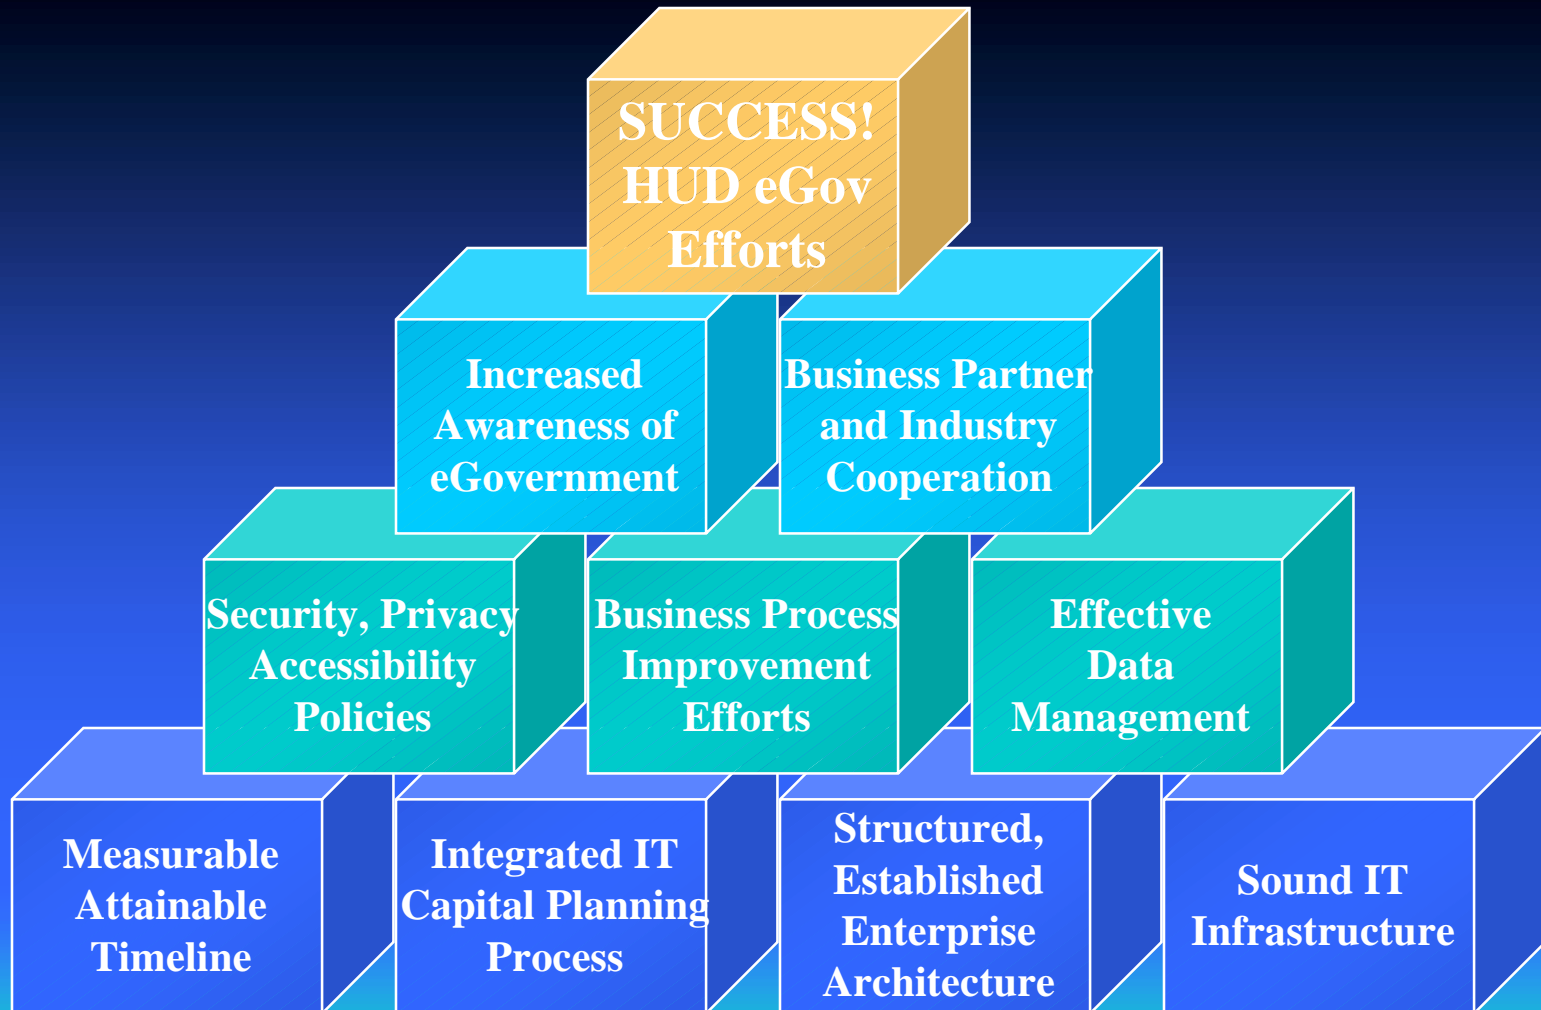 SUCCESS!
HUD eGov
Efforts
Increased
Awareness of
eGovernment
Business Partner
and Industry
Cooperation
Security, Privacy
Accessibility
Policies
Business Process
Improvement
Efforts
Effective
Data
Management
Measurable
Attainable
Timeline
Integrated IT
Capital Planning
Process
Structured,
Established
Enterprise
Architecture
Sound IT
Infrastructure